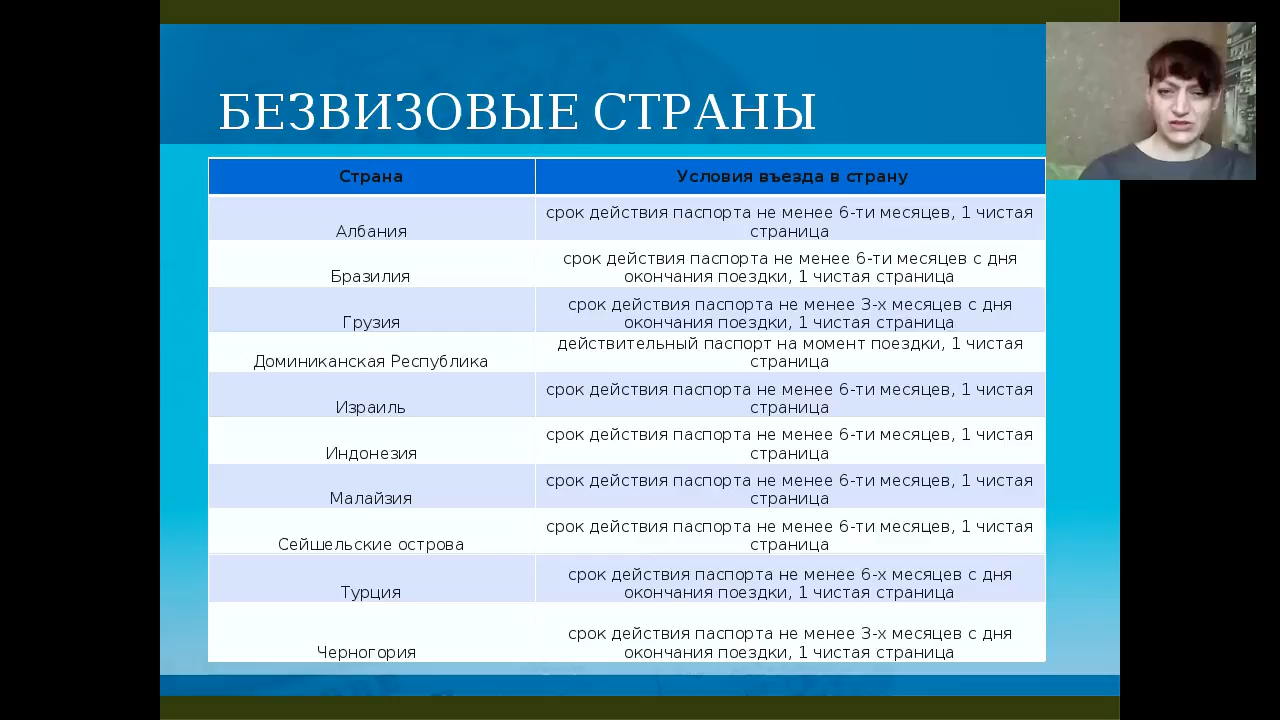 БЕЗВИЗОВЫЕ СТРАНЫ
Страна
Условия въезда в страну
Албания
срок действия паспорта не менее 6-ти месяцев, 1 чистая
страница
Бразилия
срок действия паспорта не менее 6-ти месяцев с дня
окончания поездки, 1 чистая страница
Грузия
срок действия паспорта не менее 3-х месяцев с дня
окончания поездки, 1 чистая страница
Доминиканская Республика
действительный паспорт на момент поездки, 1 чистая
страница
Израиль
срок действия паспорта не менее 6-ти месяцев, 1 чистая
страница
Индонезия
срок действия паспорта не менее 6-ти месяцев, 1 чистая
страница
Малайзия
срок действия паспорта не менее 6-ти месяцев, 1 чистая
страница
Сейшельские острова
срок действия паспорта не менее 6-ти месяцев, 1 чистая
страница
Турция
срок действия паспорта не менее 6-х месяцев с дня
окончания поездки, 1 чистая страница
Черногория
срок действия паспорта не менее 3-х месяцев с дня
окончания поездки, 1 чистая страница